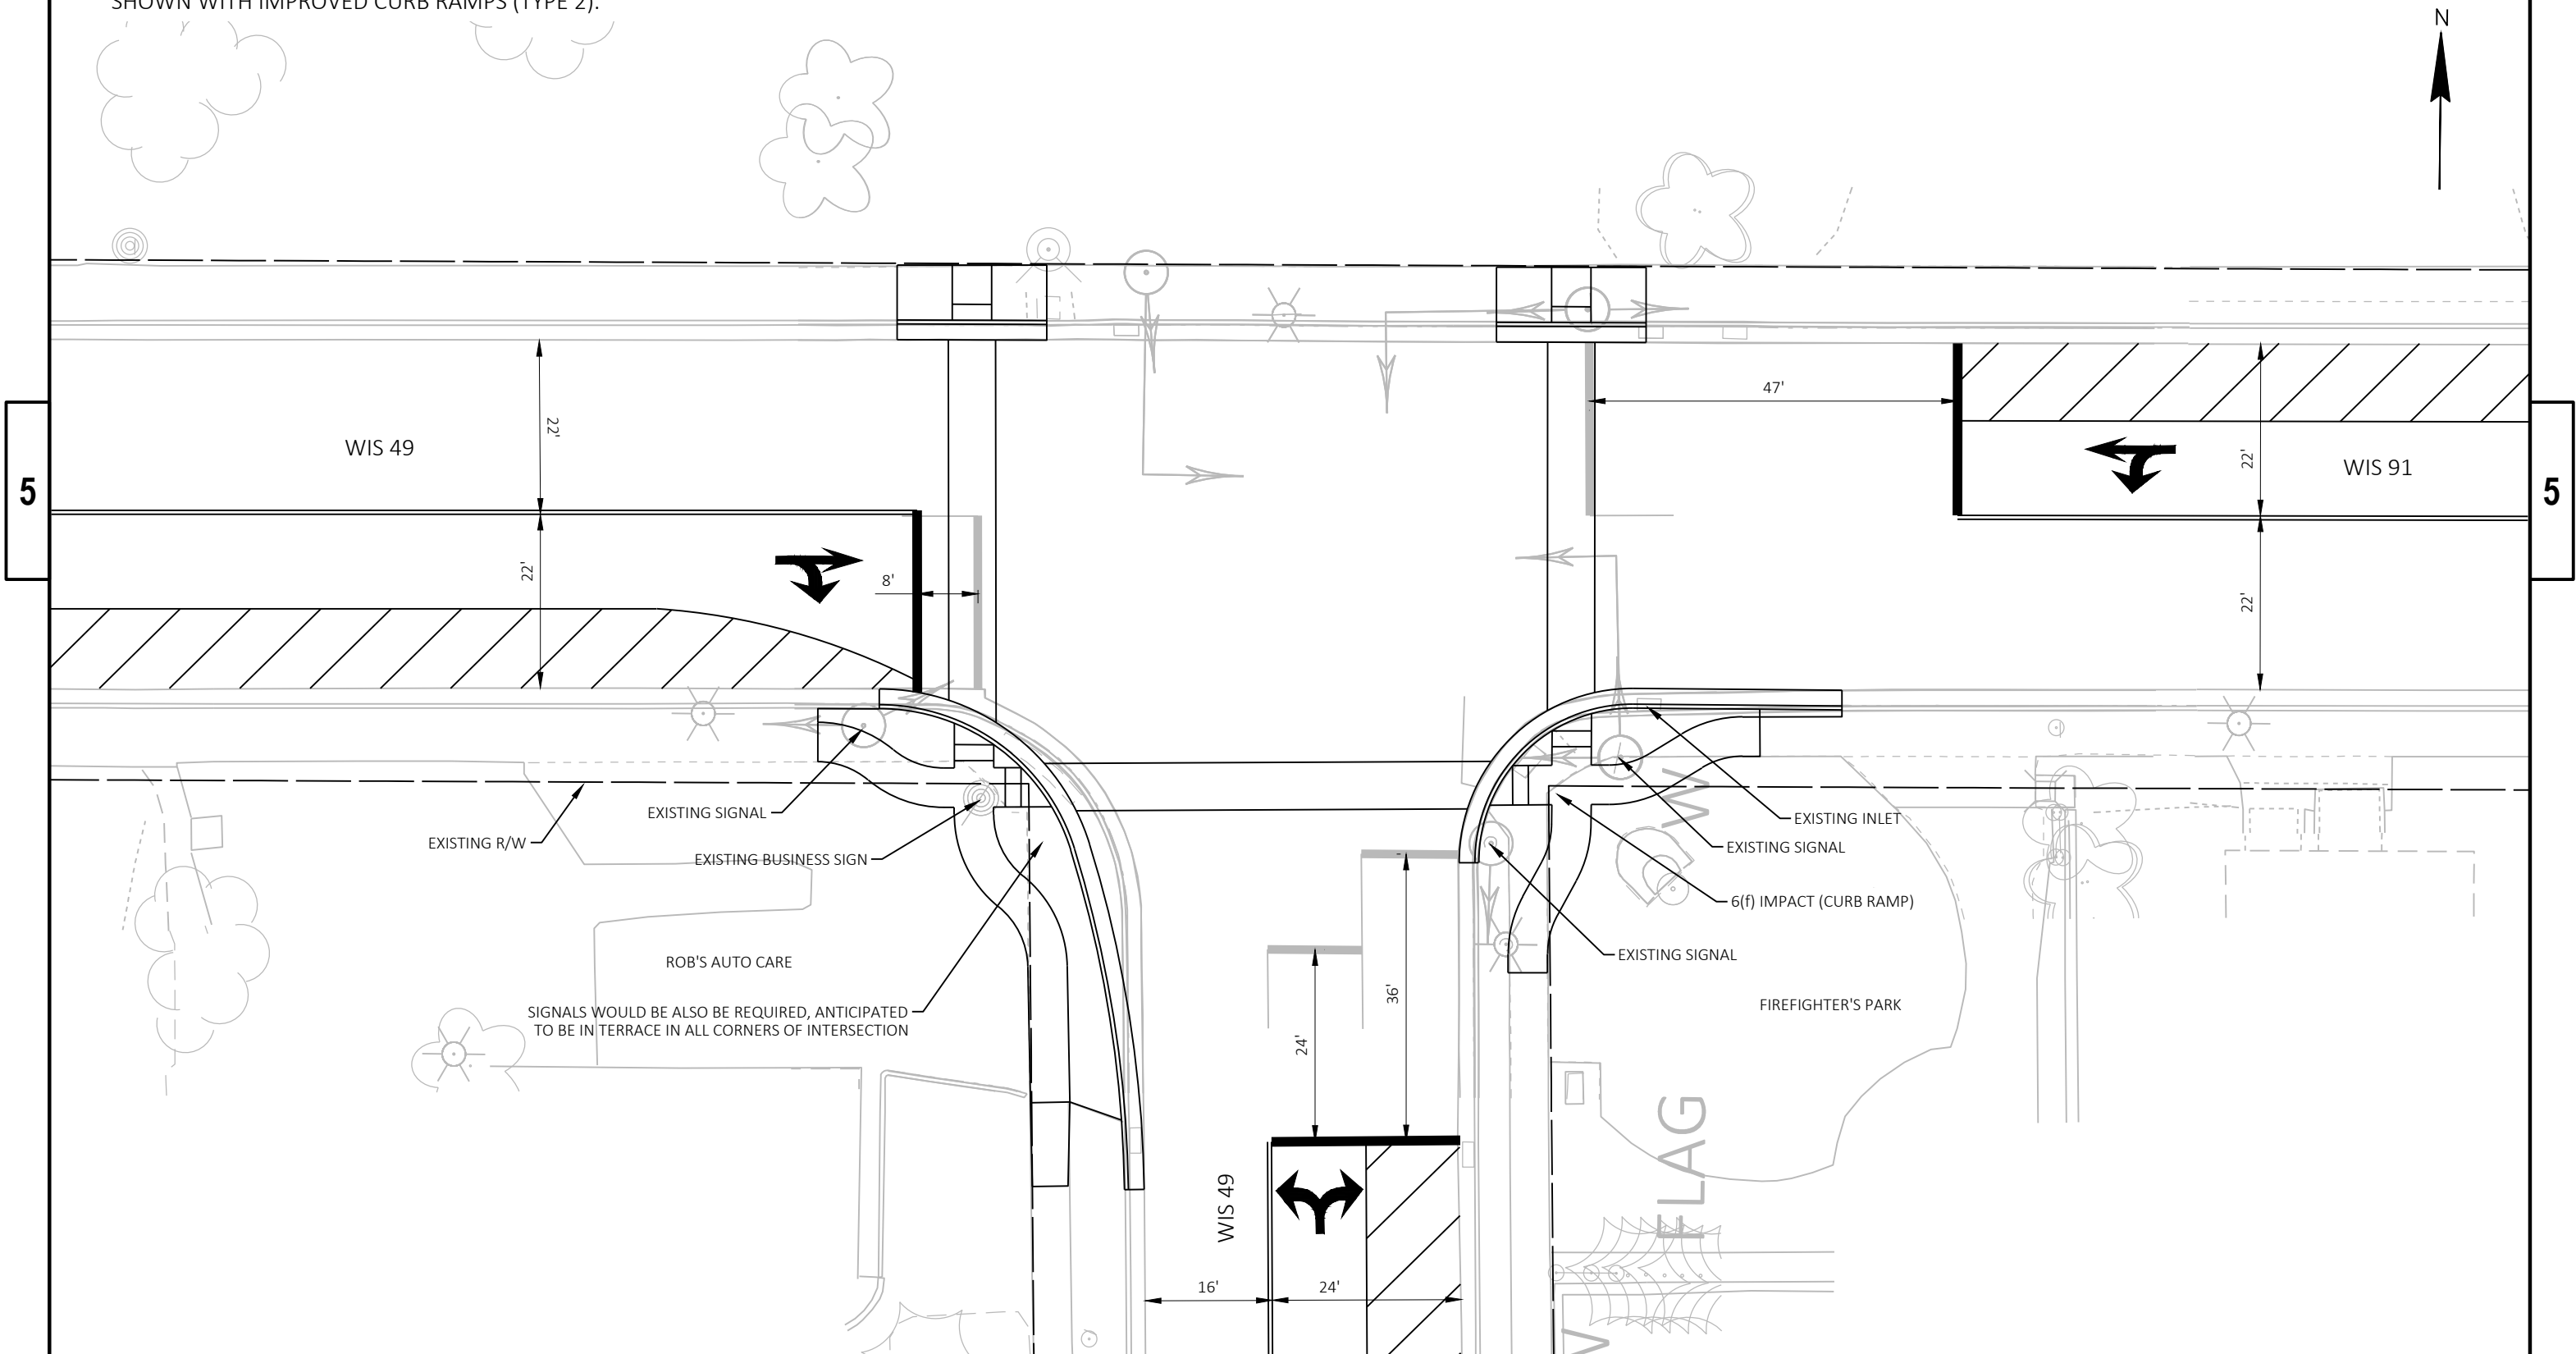 SHOWN WITH IMPROVED CURB RAMPS (TYPE 2).
N
47'
22'
WIS 49
22'
WIS 91
5
5
22'
8'
22'
EXISTING SIGNAL
EXISTING R/W
EXISTING BUSINESS SIGN
EXISTING INLET
EXISTING SIGNAL
6(f) IMPACT (CURB RAMP)
EXISTING SIGNAL
ROB'S AUTO CARE
FIREFIGHTER'S PARK
SIGNALS WOULD BE ALSO BE REQUIRED, ANTICIPATED
TO BE IN TERRACE IN ALL CORNERS OF INTERSECTION
36'
24'
W
FLAG
WIS 49
16'
24'